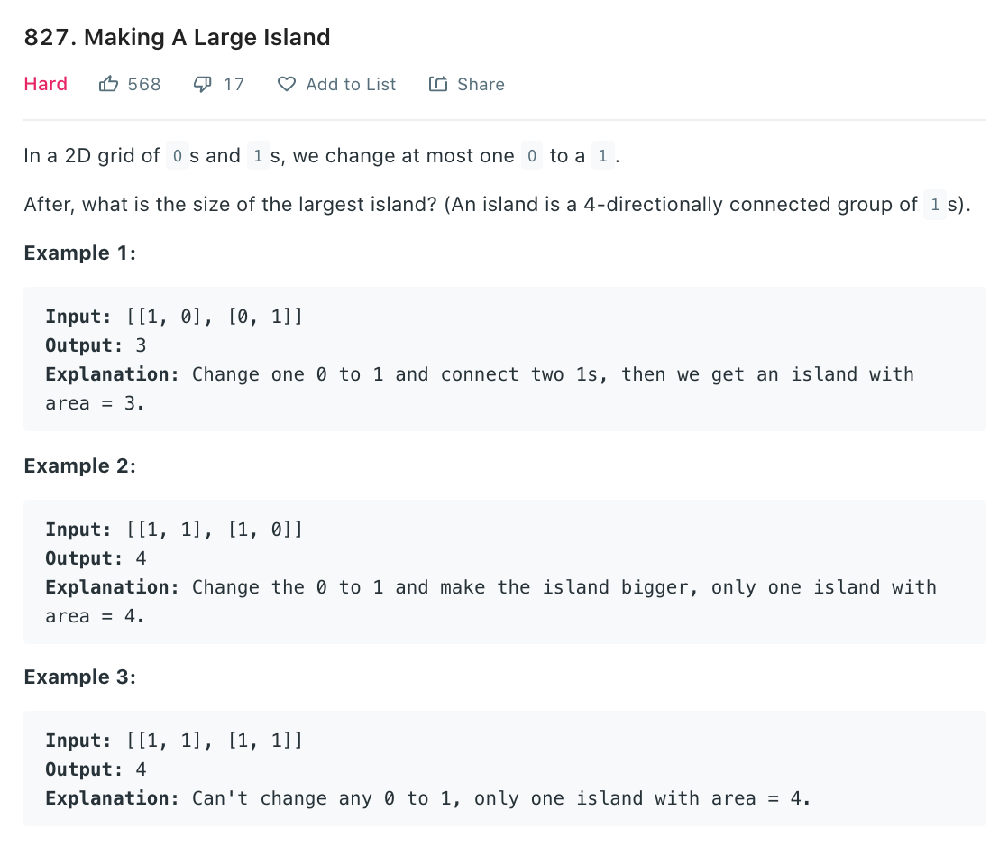 827. Making A Large Island
Hard 568 17 Add to List Share
In a 2D grid of 0 s and 1 s, we change at most one 0 to a 1 .
After, what is the size of the largest island? (An island is a 4-directionally connected group of 1 s).
Example 1:
Input: [[1, 0], [0, 1]]
Output: 3
Explanation: Change one 0 to 1 and connect two 1s, then we get an island with
area = 3.
Example 2:
Input: [[1, 1], [1, 0]]
Output: 4
Explanation: Change the 0 to 1 and make the island bigger, only one island with
area = 4.
Example 3:
Input: [[1, 1], [1, 1]]
Output: 4
Explanation: Can't change any 0 to 1, only one island with area = 4.